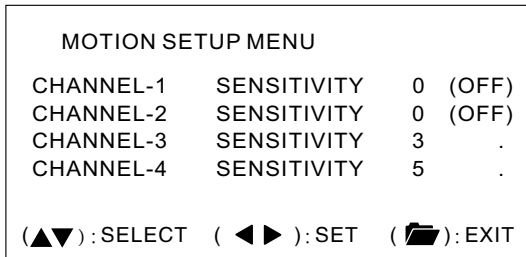 MOTION SETUP MENU
CHANNEL-1 SENSITIVITY 0 (OFF)
CHANNEL-2 SENSITIVITY 0 (OFF)
CHANNEL-3 SENSITIVITY 3 .
CHANNEL-4 SENSITIVITY 5 .
(▲▼) : SELECT ( ◀ ▶ ) : SET ( 📂 ) : EXIT